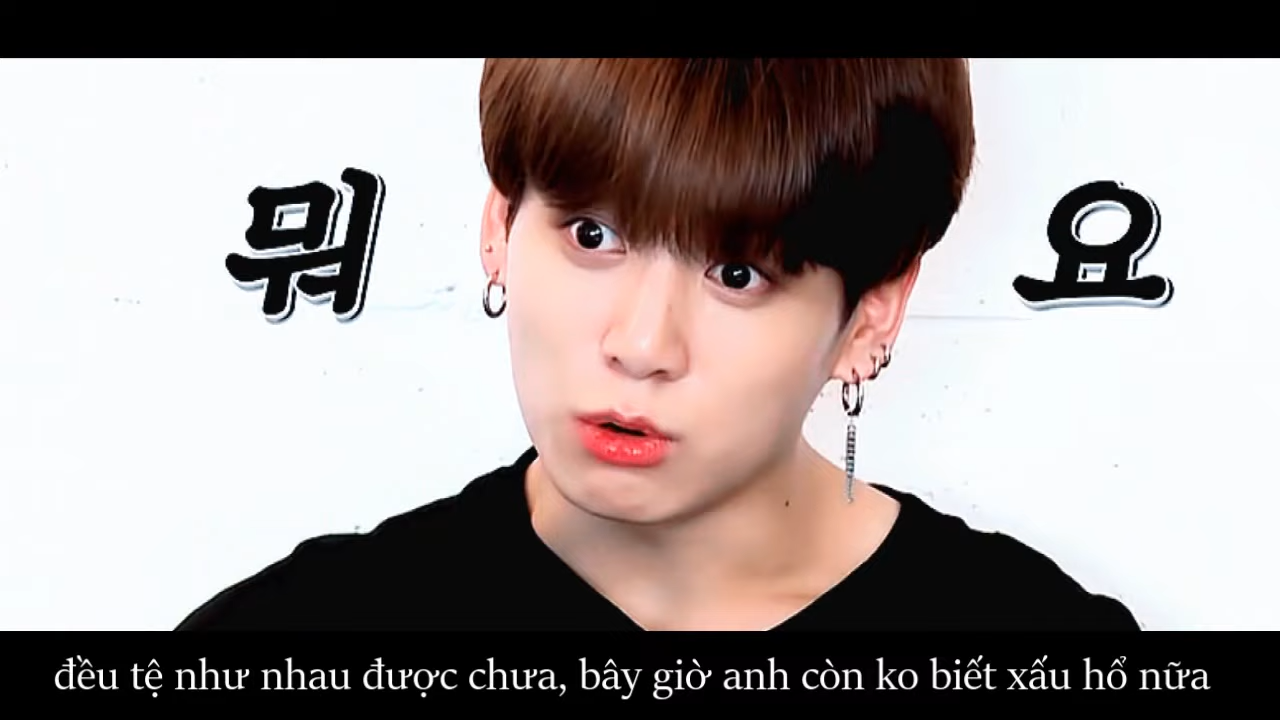 뭐 요
đều tệ như nhau được chưa, bây giờ anh còn ko biết xấu hổ nữa